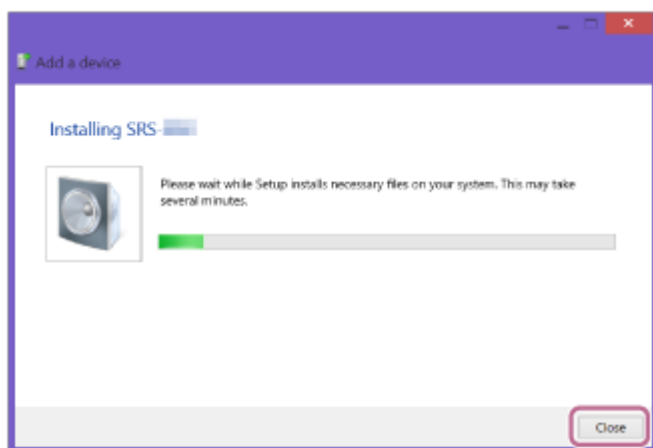 Add a device
Installing SRS-
Please wait while Setup installs necessary files on your system. This may take
several minutes.
Close